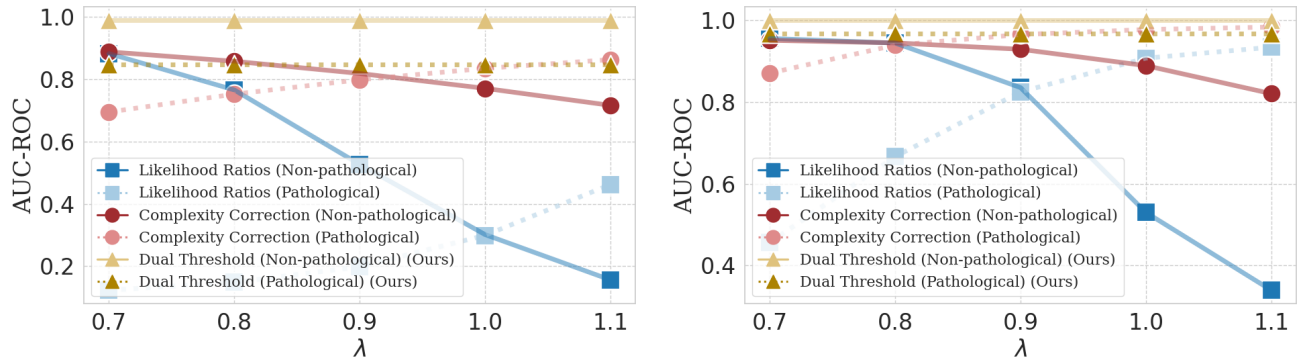 1.0
0.8
0.6
0.4
0.2
AUC-ROC
Likelihood Ratios (Non-pathological)
Likelihood Ratios (Pathological)
Complexity Correction (Non-pathological)
Complexity Correction (Pathological)
Dual Threshold (Non-pathological) (Ours)
Dual Threshold (Pathological) (Ours)
0.7 0.8 0.9 1.0 1.1
λ
1.0
0.8
0.6
0.4
AUC-ROC
Likelihood Ratios (Non-pathological)
Likelihood Ratios (Pathological)
Complexity Correction (Non-pathological)
Complexity Correction (Pathological)
Dual Threshold (Non-pathological) (Ours)
Dual Threshold (Pathological) (Ours)
0.7 0.8 0.9 1.0 1.1
λ